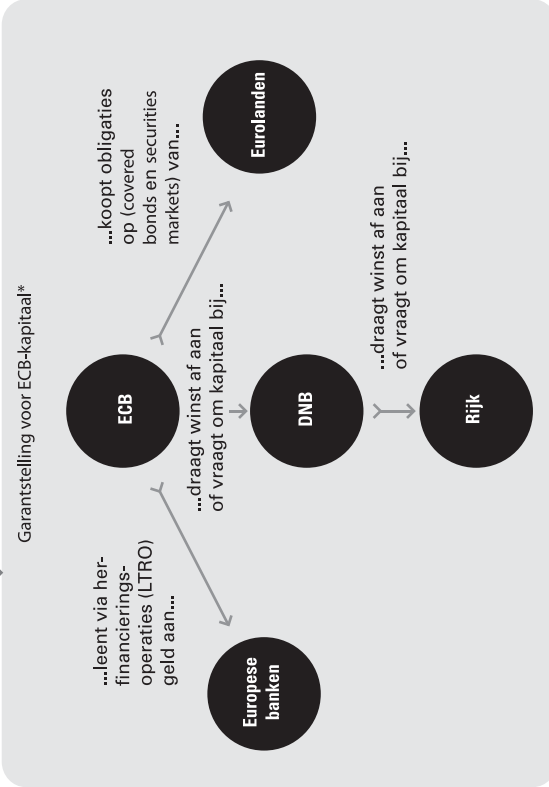 Garantstelling voor ECB-kapitaal*
ECB
...leent via her-
financierings-
operaties (LTRO)
geld aan...
...koopt obligaties
op (covered
bonds en securities
markets) van...
...draagt winst af aan
of vraagt om kapitaal bij...
Europese
banken
DNB
Eurolanden
...draagt winst af aan
of vraagt om kapitaal bij...
Rijk